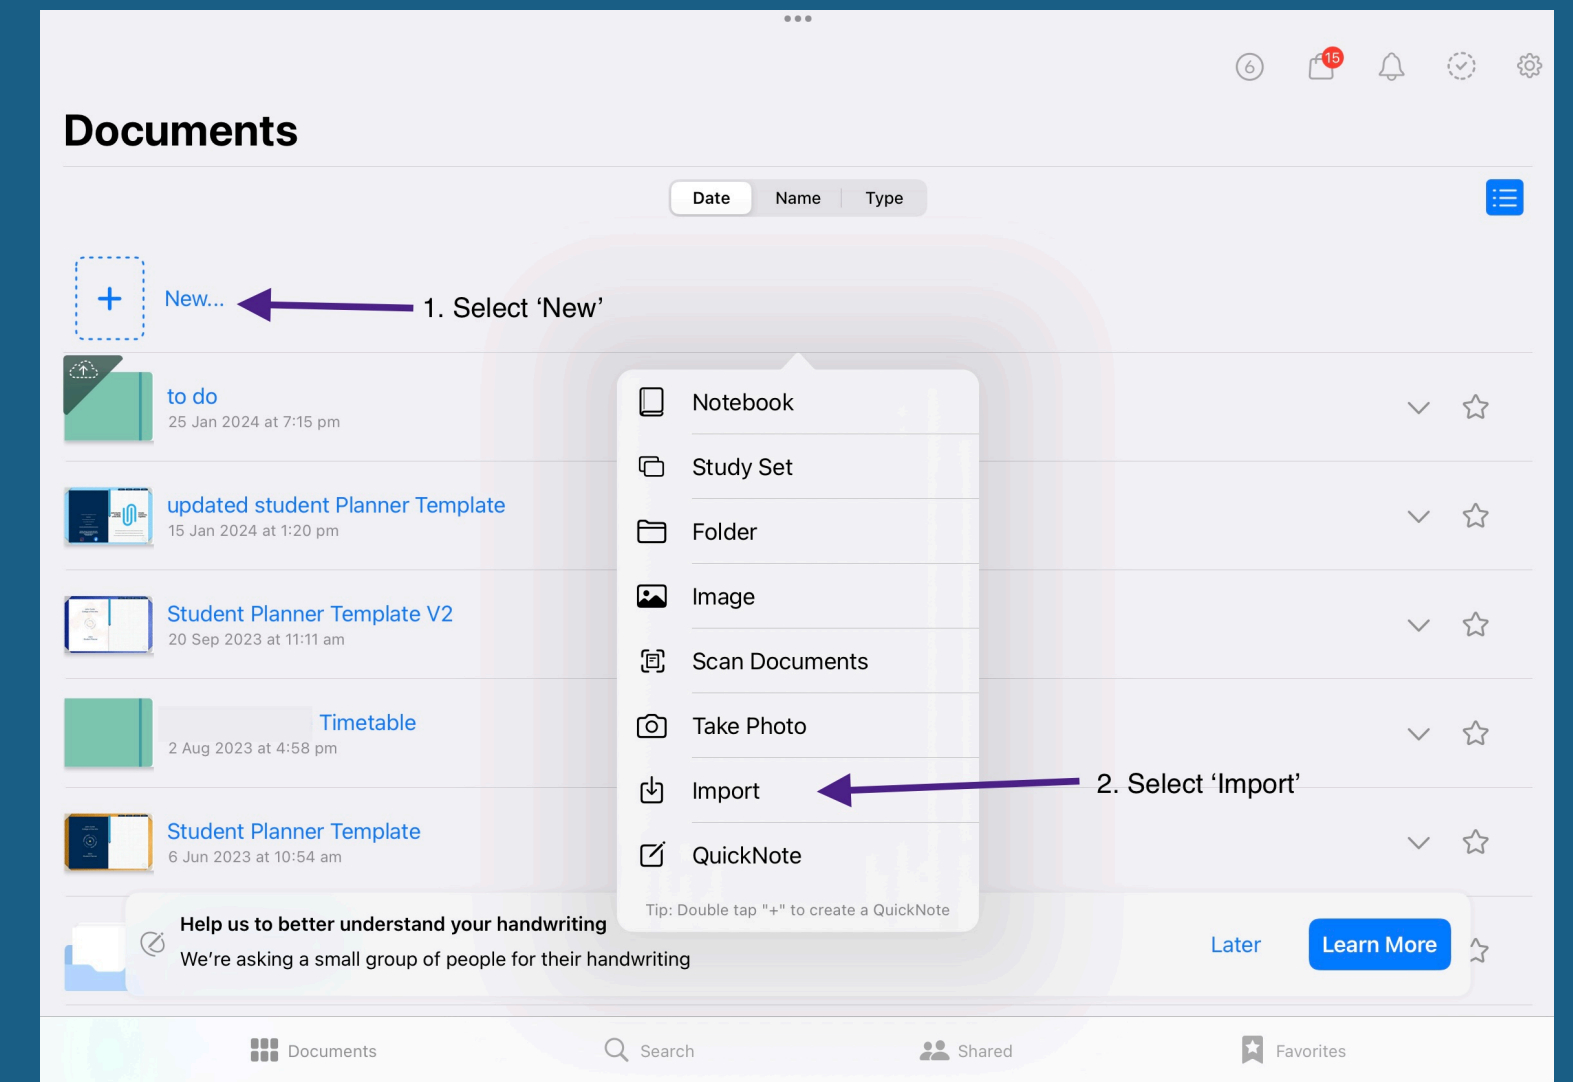 6
15
Documents
Date Name Type
New...
1. Select ‘New’
to do
25 Jan 2024 at 7:15 pm
updated student Planner Template
15 Jan 2024 at 1:20 pm
Student Planner Template V2
20 Sep 2023 at 11:11 am
Timetable
2 Aug 2023 at 4:58 pm
Student Planner Template
6 Jun 2023 at 10:54 am
Notebook
Study Set
Folder
Image
Scan Documents
Take Photo
Import
2. Select ‘Import’
QuickNote
Tip: Double tap "+" to create a QuickNote
Help us to better understand your handwriting
We’re asking a small group of people for their handwriting
Later
Learn More
Documents
Search
Shared
Favorites